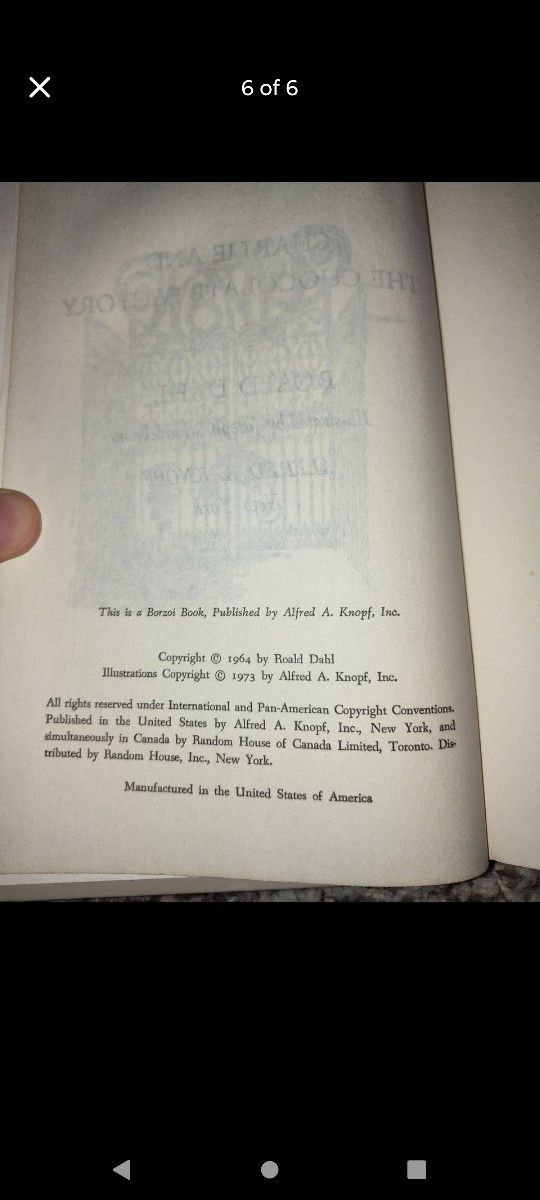 6 of 6
This is a Borzoi Book, Published by Alfred A. Knopf, Inc.
Copyright © 1964 by Roald Dahl
Illustrations Copyright © 1973 by Alfred A. Knopf, Inc.
All rights reserved under International and Pan-American Copyright Conventions.
Published in the United States by Alfred A. Knopf, Inc., New York, and
simultaneously in Canada by Random House of Canada Limited, Toronto. Dis-
tributed by Random House, Inc., New York.
Manufactured in the United States of America